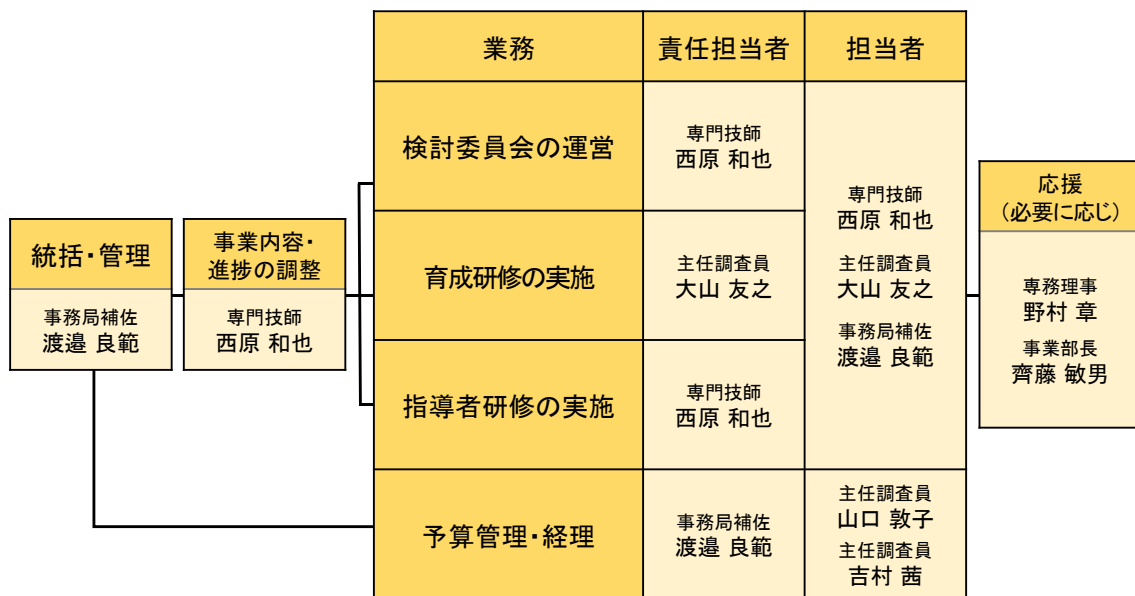 統括・管理
事務局補佐
渡邉 良範
事業内容・
進捗の調整
専門技師
西原 和也
業務
責任担当者
担当者
検討委員会の運営
専門技師
西原 和也
育成研修の実施
主任調査員
大山 友之
指導者研修の実施
専門技師
西原 和也
専門技師
西原 和也
主任調査員
大山 友之
事務局補佐
渡邉 良範
予算管理・経理
事務局補佐
渡邉 良範
主任調査員
山口 敦子
主任調査員
吉村 茜
応援
（必要に応じ）
専務理事
野村 章
事業部長
齊藤 敏男